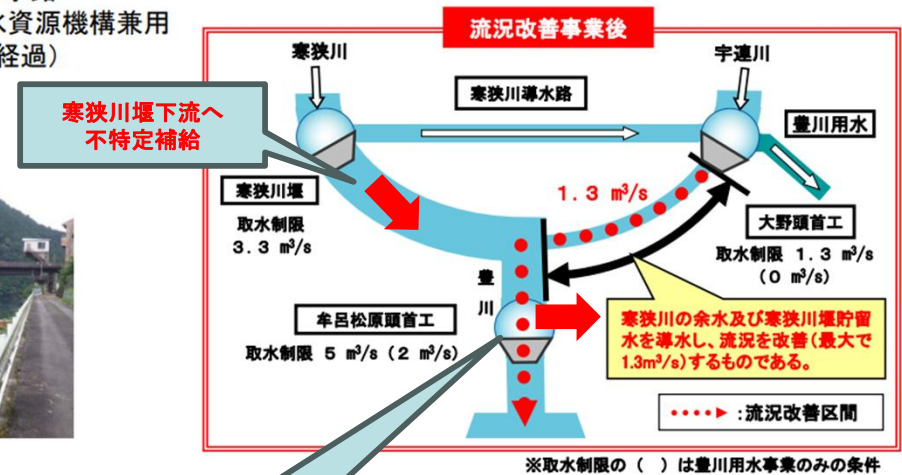 水資源機構兼用
経過）
流況改善事業後
寒狭川
宇連川
寒狭川導水路
寒狭川堰下流へ
不特定補給
豊川用水
寒狭川堰
取水制限
3.3 m³/s
1.3 m³/s
大野頭首工
取水制限 1.3 m³/s
(0 m³/s)
豊
川
牟呂松原頭首工
取水制限 5 m³/s (2 m³/s)
寒狭川の余水及び寒狭川堰貯留
水を導水し、流況を改善(最大で
1.3m³/s)するものである。
：流況改善区間
※取水制限の（ ）は豊川用水事業のみの条件